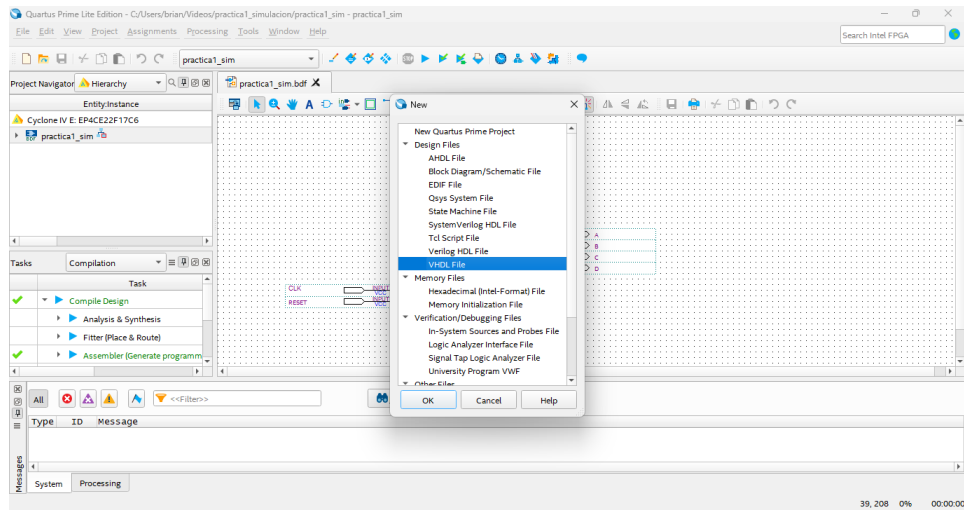 Quartus Prime Lite Edition - C:/Users/brian/Videos/practica1_simulacion/practica1_sim - practica1_sim
File Edit View Project Assignments Processing Tools Window Help
Search Intel FPGA
practica1_sim
Project Navigator Hierarchy
practica1_sim.bdf
Entity:Instance
Cyclone IV E: EP4CE22F17C6
practica1_sim
New
New Quartus Prime Project
Design Files
AHDL File
Block Diagram/Schematic File
EDIF File
Qsys System File
State Machine File
SystemVerilog HDL File
Tcl Script File
Verilog HDL File
VHDL File
Memory Files
Hexadecimal (Intel-Format) File
Memory Initialization File
Verification/Debugging Files
In-System Sources and Probes File
Logic Analyzer Interface File
Signal Tap Logic Analyzer File
University Program VWF
Other Files
OK Cancel Help
A
B
C
D
CLK INPUT
VCC
RESET INPUT
VCC
Tasks Compilation
Task
Compile Design
Analysis & Synthesis
Fitter (Place & Route)
Assembler (Generate programm
All <<Filter>>
Type ID Message
Messages
System Processing
39, 208 0% 00:00:00